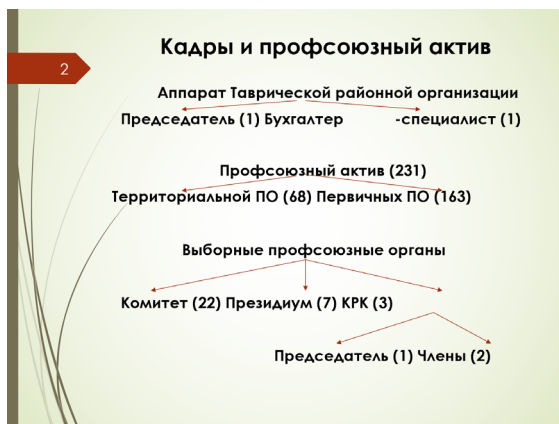 Кадры и профсоюзный актив
2
Аппарат Таврической районной организации
Председатель (1) Бухгалтер -специалист (1)
Профсоюзный актив (231)
Территориальной ПО (68) Первичных ПО (163)
Выборные профсоюзные органы
Комитет (22) Президиум (7) КРК (3)
Председатель (1) Члены (2)